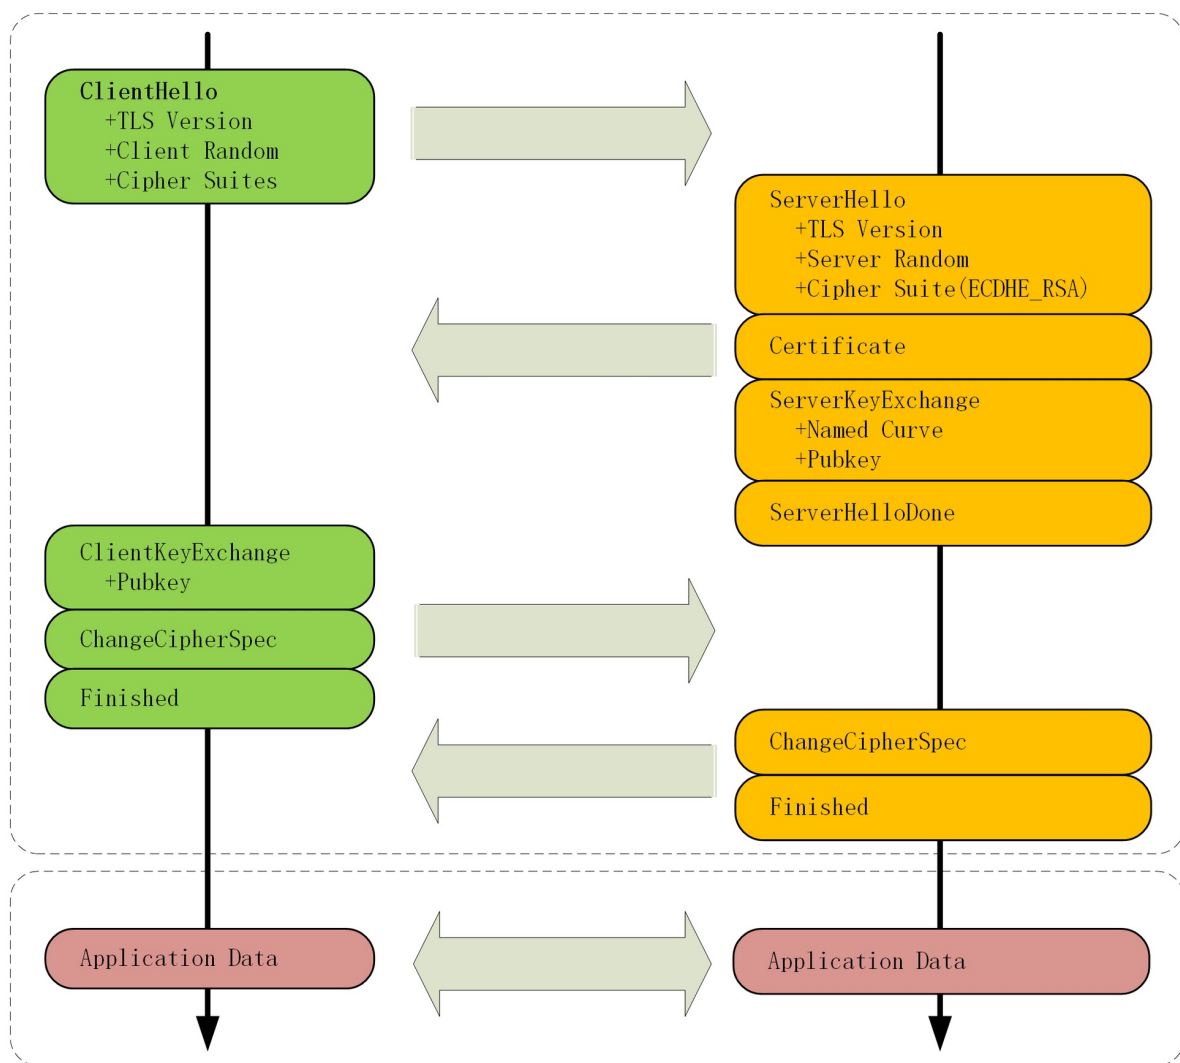 ClientHello
+TLS Version
+Client Random
+Cipher Suites
ServerHello
+TLS Version
+Server Random
+Cipher Suite(ECDHE_RSA)
Certificate
ServerKeyExchange
+Named Curve
+Pubkey
ServerHelloDone
ClientKeyExchange
+Pubkey
ChangeCipherSpec
Finished
ChangeCipherSpec
Finished
Application Data
Application Data